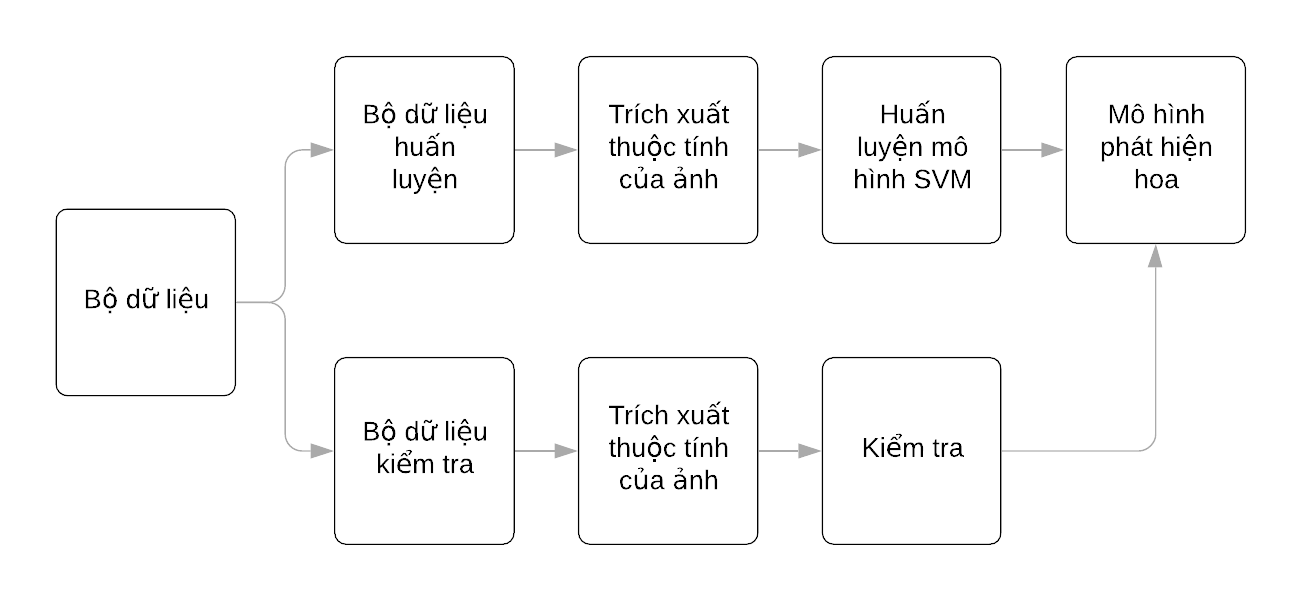 Bộ dữ liệu
Bộ dữ liệu
huấn
luyện
Trích xuất
thuộc tính
của ảnh
Huấn
luyện mô
hình SVM
Mô hình
phát hiện
hoa
Bộ dữ liệu
kiểm tra
Trích xuất
thuộc tính
của ảnh
Kiểm tra